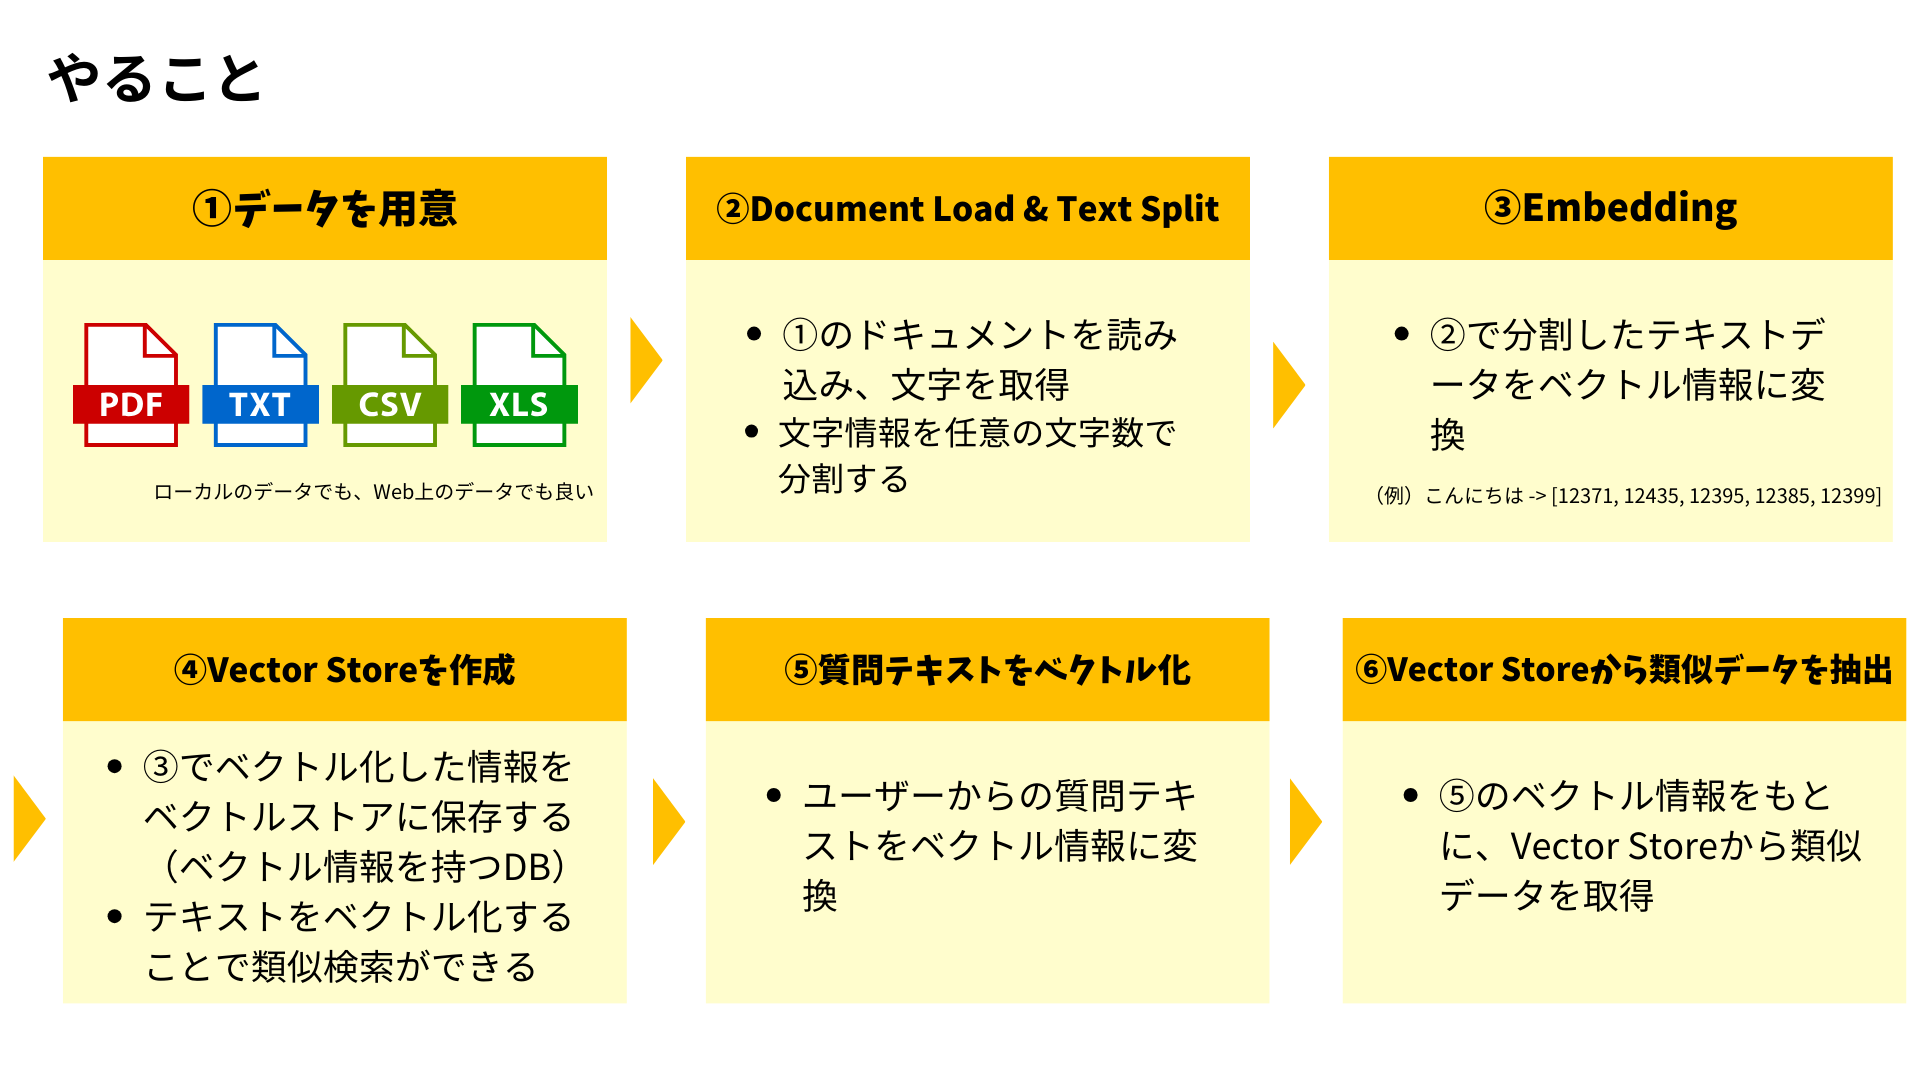 やること
①データを用意
PDF
TXT
CSV
XLS
ローカルのデータでも、Web上のデータでも良い
②Document Load & Text Split
• ①のドキュメントを読み
込み、文字を取得
• 文字情報を任意の文字数で
分割する
③Embedding
• ②で分割したテキストデ
ータをベクトル情報に変
換
（例）こんにちは -> [12371, 12435, 12395, 12385, 12399]
④Vector Storeを作成
• ③でベクトル化した情報を
ベクトルストアに保存する
（ベクトル情報を持つDB）
• テキストをベクトル化する
ことで類似検索ができる
⑤質問テキストをベクトル化
• ユーザーからの質問テキ
ストをベクトル情報に変
換
⑥Vector Storeから類似データを抽出
• ⑤のベクトル情報をもと
に、Vector Storeから類似
データを取得